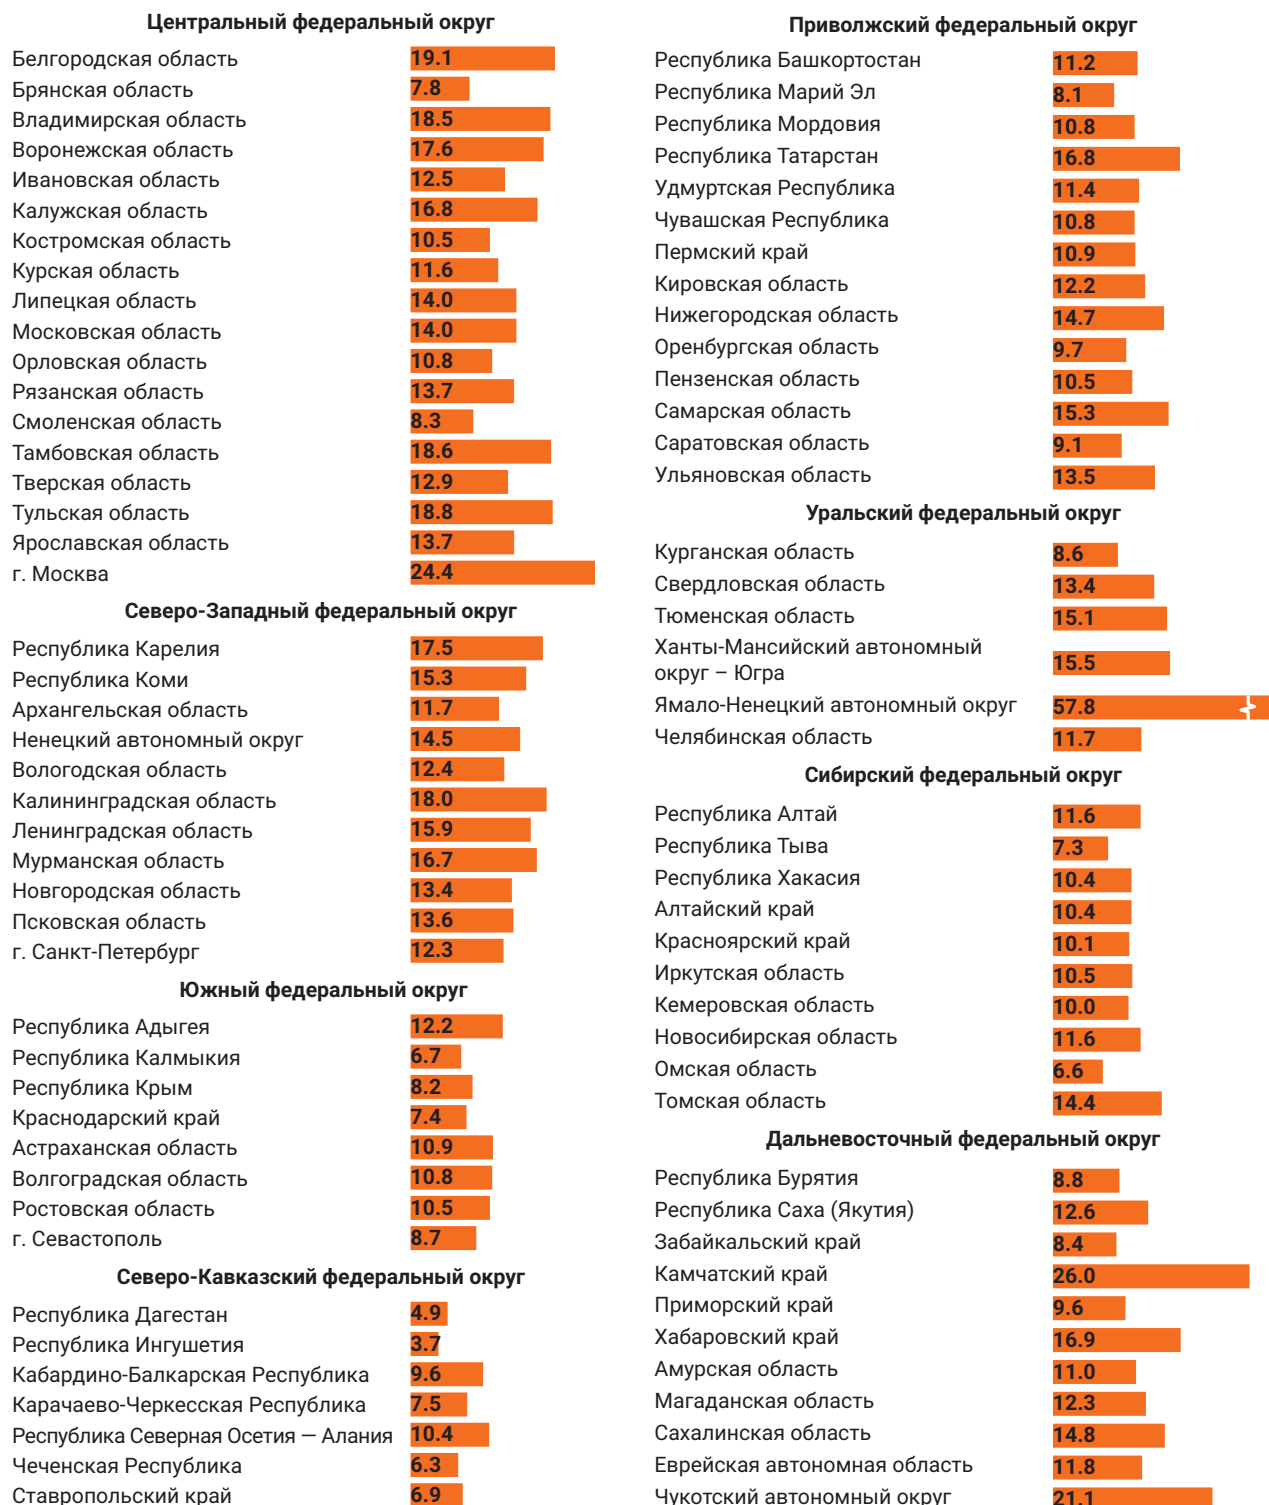 Центральный федеральный округ
Белгородская область 19.1
Брянская область 7.8
Владимирская область 18.5
Воронежская область 17.6
Ивановская область 12.5
Калужская область 16.8
Костромская область 10.5
Курская область 11.6
Липецкая область 14.0
Московская область 14.0
Орловская область 10.8
Рязанская область 13.7
Смоленская область 8.3
Тамбовская область 18.6
Тверская область 12.9
Тульская область 18.8
Ярославская область 13.7
г. Москва 24.4
Северо-Западный федеральный округ
Республика Карелия 17.5
Республика Коми 15.3
Архангельская область 11.7
Ненецкий автономный округ 14.5
Вологодская область 12.4
Калининградская область 18.0
Ленинградская область 15.9
Мурманская область 16.7
Новгородская область 13.4
Псковская область 13.6
г. Санкт-Петербург 12.3
Южный федеральный округ
Республика Адыгея 12.2
Республика Калмыкия 6.7
Республика Крым 8.2
Краснодарский край 7.4
Астраханская область 10.9
Волгоградская область 10.8
Ростовская область 10.5
г. Севастополь 8.7
Северо-Кавказский федеральный округ
Республика Дагестан 4.9
Республика Ингушетия 3.7
Кабардино-Балкарская Республика 9.6
Карачаево-Черкесская Республика 7.5
Республика Северная Осетия — Алания 10.4
Чеченская Республика 6.3
Ставропольский край 6.9
Приволжский федеральный округ
Республика Башкортостан 11.2
Республика Марий Эл 8.1
Республика Мордовия 10.8
Республика Татарстан 16.8
Удмуртская Республика 11.4
Чувашская Республика 10.8
Пермский край 10.9
Кировская область 12.2
Нижегородская область 14.7
Оренбургская область 9.7
Пензенская область 10.5
Самарская область 15.3
Саратовская область 9.1
Ульяновская область 13.5
Уральский федеральный округ
Курганская область 8.6
Свердловская область 13.4
Тюменская область 15.1
Ханты-Мансийский автономный
округ – Югра 15.5
Ямало-Ненецкий автономный округ 57.8
Челябинская область 11.7
Сибирский федеральный округ
Республика Алтай 11.6
Республика Тыва 7.3
Республика Хакасия 10.4
Алтайский край 10.4
Красноярский край 10.1
Иркутская область 10.5
Кемеровская область 10.0
Новосибирская область 11.6
Омская область 6.6
Томская область 14.4
Дальневосточный федеральный округ
Республика Бурятия 8.8
Республика Саха (Якутия) 12.6
Забайкальский край 8.4
Камчатский край 26.0
Приморский край 9.6
Хабаровский край 16.9
Амурская область 11.0
Магаданская область 12.3
Сахалинская область 14.8
Еврейская автономная область 11.8
Чукотский автономный округ 21.1